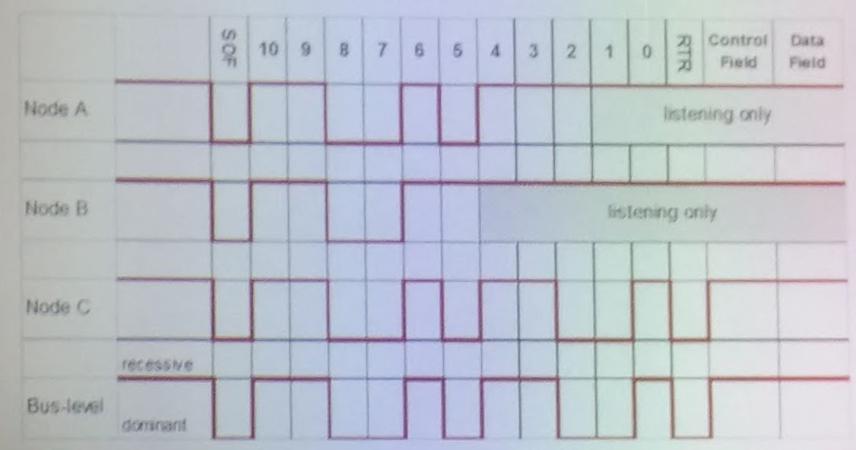 SOF 10 9 8 7 6 5 4 3 2 1 0 RTR Control Field Data Field
Node A
listening only
Node B
listening only
Node C
recessive
Bus-level
dominant